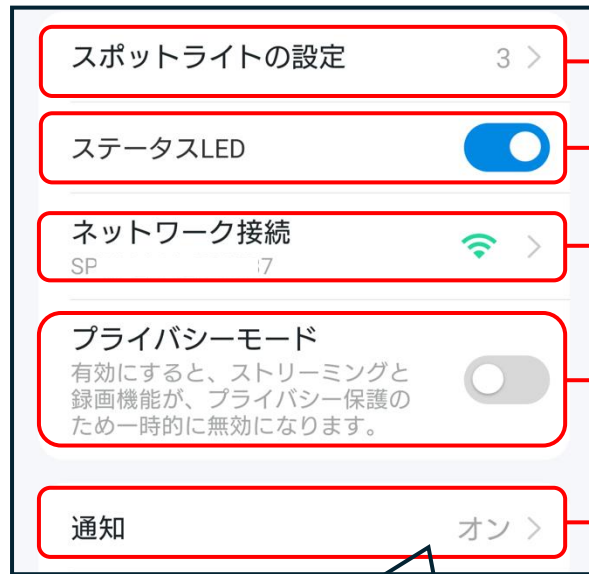 スポットライトの設定 3
ステータスLED
ネットワーク接続
SP 37
プライバシーモード
有効にすると、ストリーミングと
録画機能が、プライバシー保護の
ため一時的に無効になります。
通知 オン